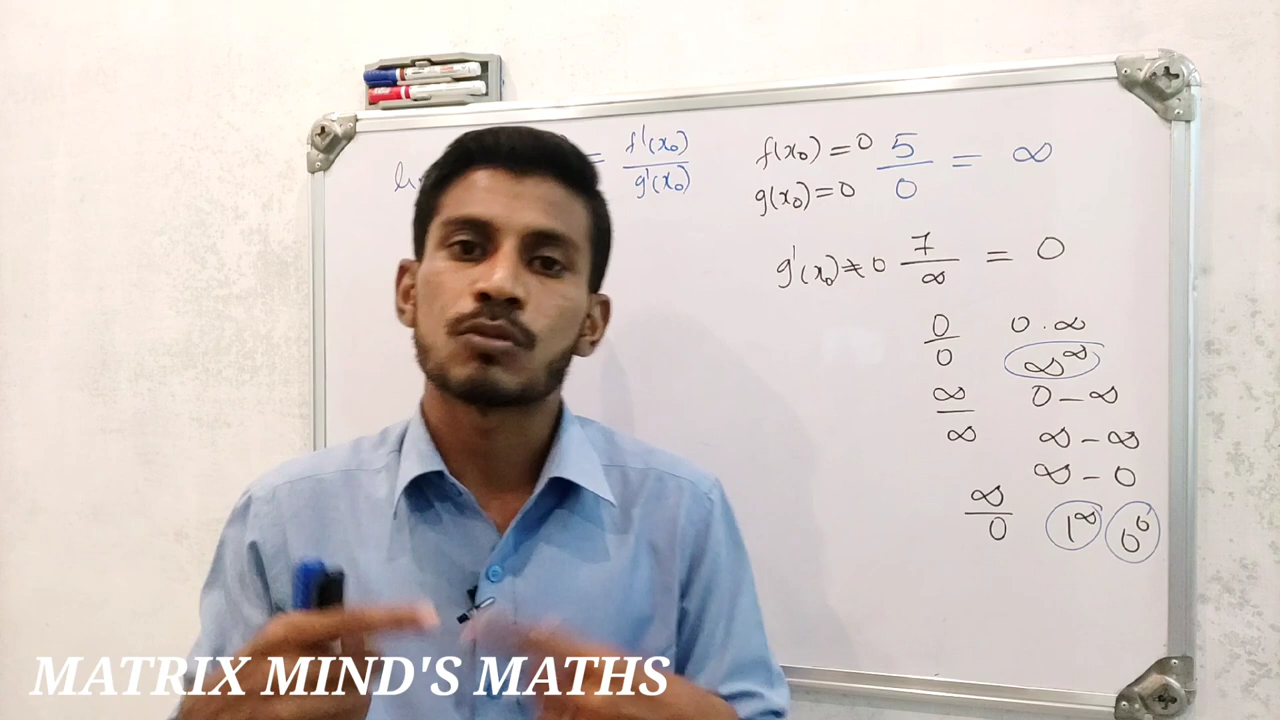 = f'(x₀)/g'(x₀)
f(x₀) = 0
g(x₀) = 0
5/0 = ∞
g'(x₀) ≠ 0
7/∞ = 0
0/0
0 · ∞
∞^∞
∞/∞
0 − ∞
∞ − ∞
∞ − 0
∞/0
1^∞
0^0
MATRIX MIND'S MATHS